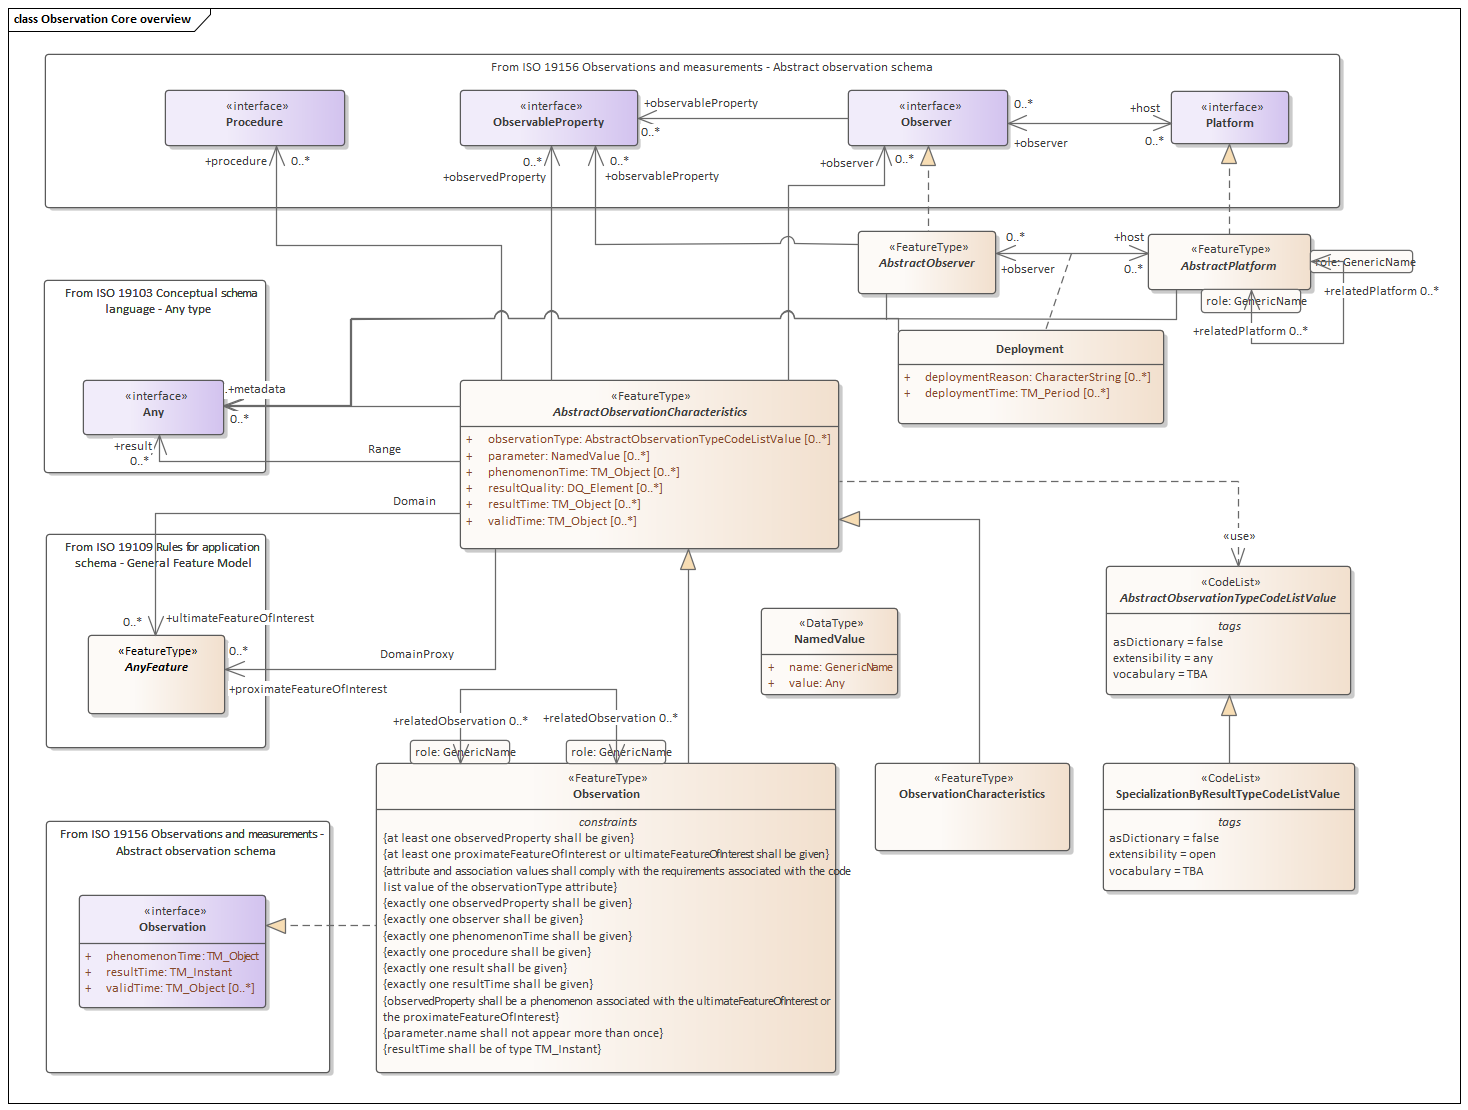 class Observation Core overview
From ISO 19156 Observations and measurements - Abstract observation schema
«interface»
Procedure
«interface»
ObservableProperty
«interface»
Observer
«interface»
Platform
+observableProperty
0..*
0..*
+observer
+host
0..*
+procedure
0..*
0..*
+observedProperty
0..*
+observableProperty
+observer
0..*
«FeatureType»
AbstractObserver
0..*
+observer
+host
0..*
«FeatureType»
AbstractPlatform
role: GenericName
+relatedPlatform 0..*
role: GenericName
+relatedPlatform 0..*
Deployment
+ deploymentReason: CharacterString [0..*]
+ deploymentTime: TM_Period [0..*]
From ISO 19103 Conceptual schema
language - Any type
«interface»
Any
+metadata
0..*
+result
0..*
Range
Domain
«FeatureType»
AbstractObservationCharacteristics
+ observationType: AbstractObservationTypeCodeListValue [0..*]
+ parameter: NamedValue [0..*]
+ phenomenonTime: TM_Object [0..*]
+ resultQuality: DQ_Element [0..*]
+ resultTime: TM_Object [0..*]
+ validTime: TM_Object [0..*]
From ISO 19109 Rules for application
schema - General Feature Model
0..*
+ultimateFeatureOfInterest
«FeatureType»
AnyFeature
0..*
+proximateFeatureOfInterest
DomainProxy
«use»
«CodeList»
AbstractObservationTypeCodeListValue
tags
asDictionary = false
extensibility = any
vocabulary = TBA
«DataType»
NamedValue
+ name: GenericName
+ value: Any
+relatedObservation 0..*
+relatedObservation 0..*
role: GenericName
role: GenericName
«FeatureType»
Observation
constraints
{at least one observedProperty shall be given}
{at least one proximateFeatureOfInterest or ultimateFeatureOfInterest shall be given}
{attribute and association values shall comply with the requirements associated with the code
list value of the observationType attribute}
{exactly one observedProperty shall be given}
{exactly one observer shall be given}
{exactly one phenomenonTime shall be given}
{exactly one procedure shall be given}
{exactly one result shall be given}
{exactly one resultTime shall be given}
{observedProperty shall be a phenomenon associated with the ultimateFeatureOfInterest or
the proximateFeatureOfInterest}
{parameter.name shall not appear more than once}
{resultTime shall be of type TM_Instant}
«FeatureType»
ObservationCharacteristics
«CodeList»
SpecializationByResultTypeCodeListValue
tags
asDictionary = false
extensibility = open
vocabulary = TBA
From ISO 19156 Observations and measurements -
Abstract observation schema
«interface»
Observation
+ phenomenonTime: TM_Object
+ resultTime: TM_Instant
+ validTime: TM_Object [0..*]